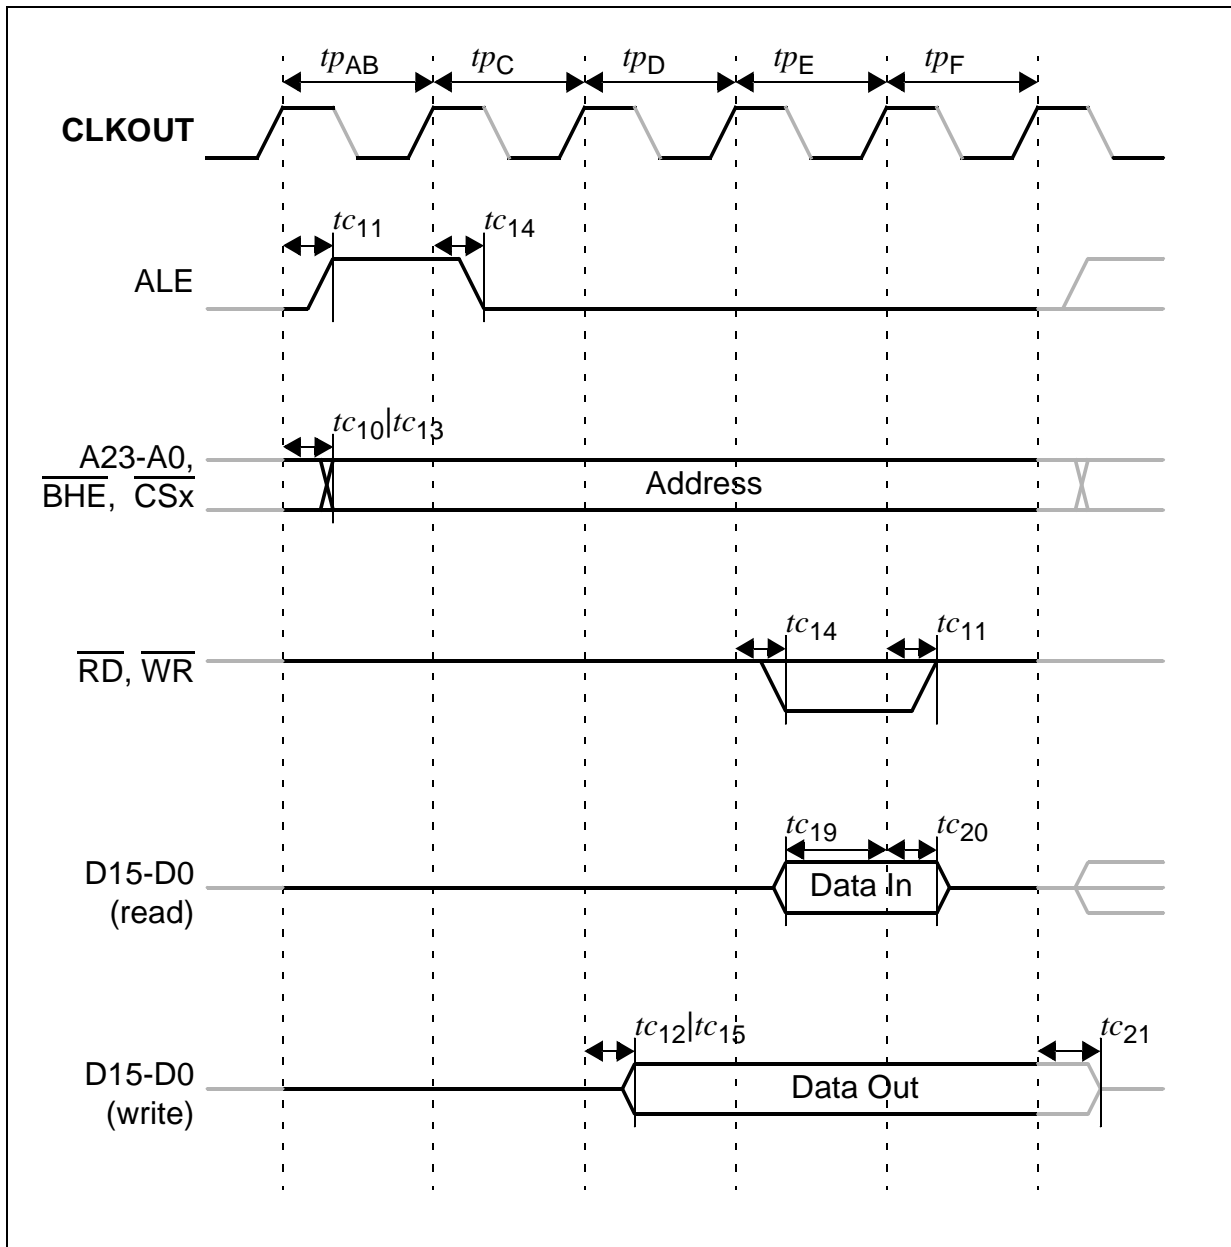 tpAB tpC tpD tpE tpF
CLKOUT
tc11 tc14
ALE
tc10|tc13
A23-A0,
BHE, CSx
Address
tc14 tc11
RD, WR
tc19 tc20
D15-D0
(read)
Data In
tc12|tc15 tc21
D15-D0
(write)
Data Out